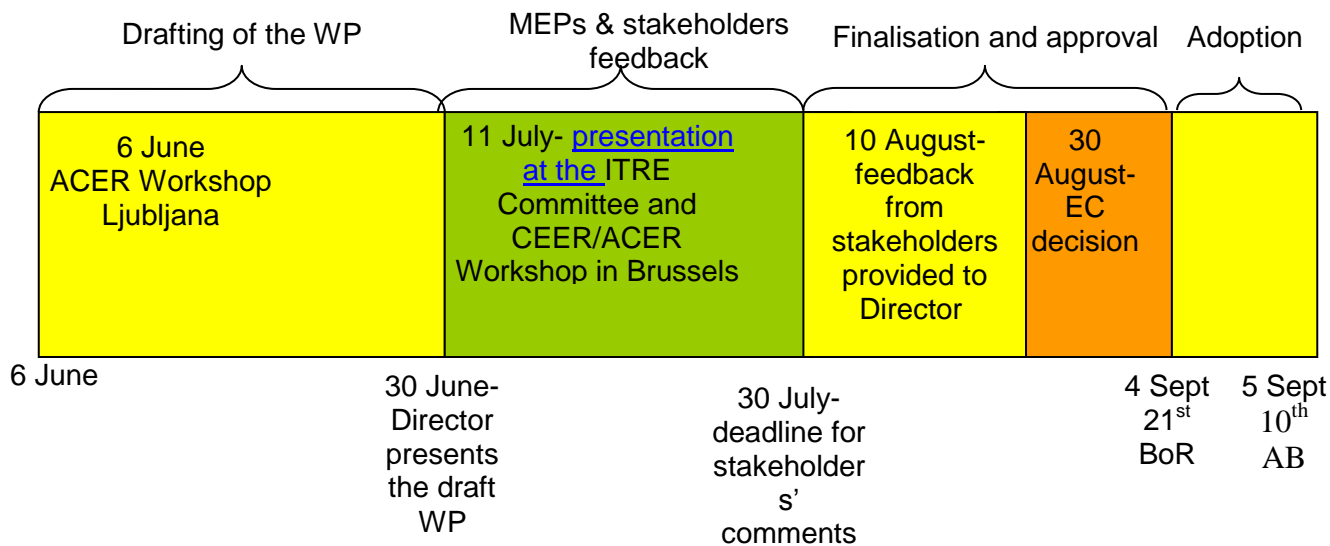 Drafting of the WP
MEPs & stakeholders
feedback
Finalisation and approval
Adoption
6 June
ACER Workshop
Ljubljana
11 July- presentation
at the ITRE
Committee and
CEER/ACER
Workshop in Brussels
10 August-
feedback
from
stakeholders
provided to
Director
30
August-
EC
decision
6 June
30 June-
Director
presents
the draft
WP
30 July-
deadline for
stakeholder
s’
comments
4 Sept
21st
BoR
5 Sept
10th
AB